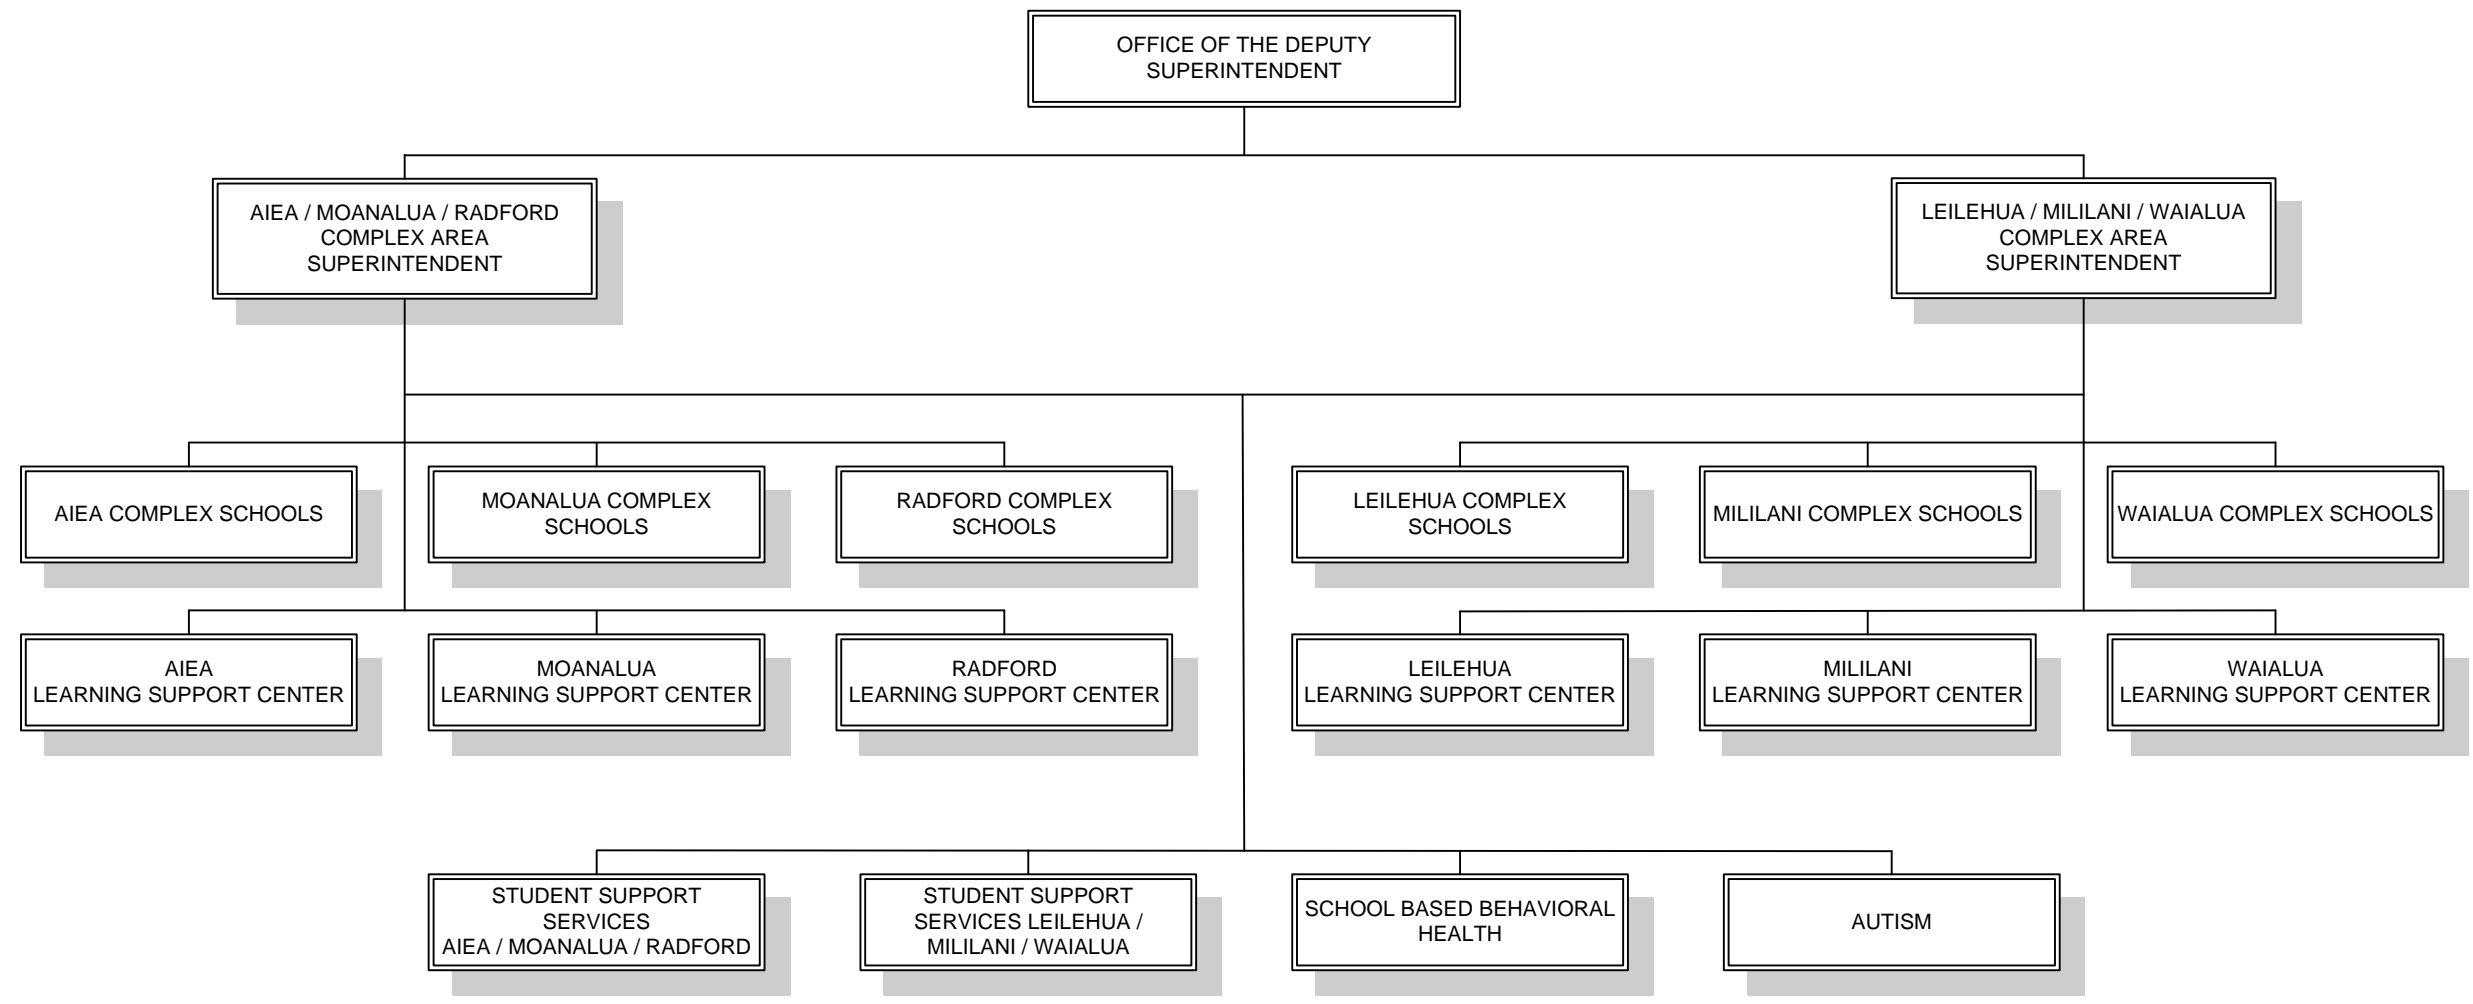 OFFICE OF THE DEPUTY
SUPERINTENDENT
AIEA / MOANALUA / RADFORD
COMPLEX AREA
SUPERINTENDENT
LEILEHUA / MILILANI / WAIALUA
COMPLEX AREA
SUPERINTENDENT
AIEA COMPLEX SCHOOLS
MOANALUA COMPLEX
SCHOOLS
RADFORD COMPLEX
SCHOOLS
LEILEHUA COMPLEX
SCHOOLS
MILILANI COMPLEX SCHOOLS
WAIALUA COMPLEX SCHOOLS
AIEA
LEARNING SUPPORT CENTER
MOANALUA
LEARNING SUPPORT CENTER
RADFORD
LEARNING SUPPORT CENTER
LEILEHUA
LEARNING SUPPORT CENTER
MILILANI
LEARNING SUPPORT CENTER
WAIALUA
LEARNING SUPPORT CENTER
STUDENT SUPPORT
SERVICES
AIEA / MOANALUA / RADFORD
STUDENT SUPPORT
SERVICES LEILEHUA /
MILILANI / WAIALUA
SCHOOL BASED BEHAVIORAL
HEALTH
AUTISM